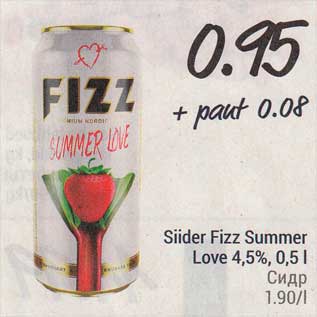 0.95
+ pant 0.08
FIZZ
SUMMER LOVE
Siider Fizz Summer
Love 4,5%, 0,5 l
Сидр
1.90/l